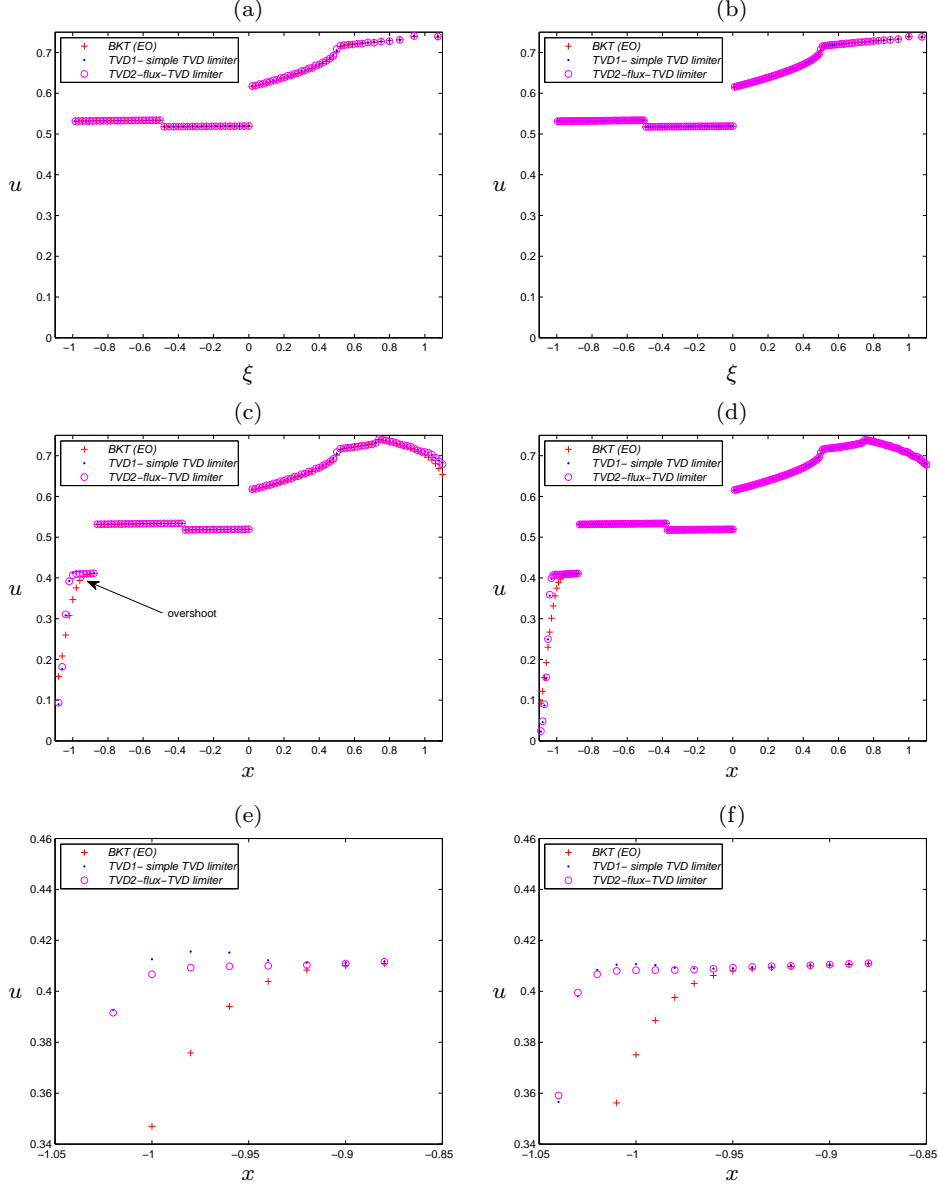 (a)
BKT (EO)
TVD1− simple TVD limiter
TVD2−flux−TVD limiter
u
0.7
0.6
0.5
0.4
0.3
0.2
0.1
0
−1 −0.8 −0.6 −0.4 −0.2 0 0.2 0.4 0.6 0.8 1
ξ
(b)
BKT (EO)
TVD1− simple TVD limiter
TVD2−flux−TVD limiter
u
0.7
0.6
0.5
0.4
0.3
0.2
0.1
0
−1 −0.8 −0.6 −0.4 −0.2 0 0.2 0.4 0.6 0.8 1
ξ
(c)
BKT (EO)
TVD1− simple TVD limiter
TVD2−flux−TVD limiter
overshoot
u
0.7
0.6
0.5
0.4
0.3
0.2
0.1
0
−1 −0.8 −0.6 −0.4 −0.2 0 0.2 0.4 0.6 0.8 1
x
(d)
BKT (EO)
TVD1− simple TVD limiter
TVD2−flux−TVD limiter
u
0.7
0.6
0.5
0.4
0.3
0.2
0.1
0
−1 −0.8 −0.6 −0.4 −0.2 0 0.2 0.4 0.6 0.8 1
x
(e)
BKT (EO)
TVD1− simple TVD limiter
TVD2−flux−TVD limiter
u
0.46
0.44
0.42
0.4
0.38
0.36
0.34
−1.05 −1 −0.95 −0.9 −0.85
x
(f)
BKT (EO)
TVD1− simple TVD limiter
TVD2−flux−TVD limiter
u
0.46
0.44
0.42
0.4
0.38
0.36
0.34
−1.05 −1 −0.95 −0.9 −0.85
x